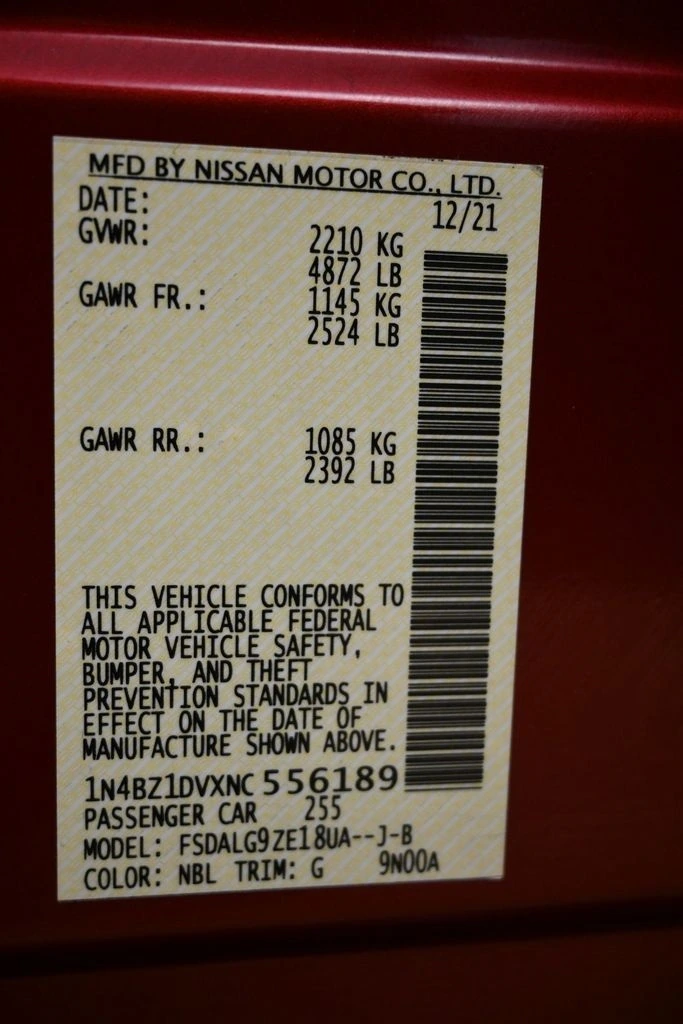 MFD BY NISSAN MOTOR CO., LTD.
DATE: 12/21
GVWR: 2210 KG
4872 LB
GAWR FR.: 1145 KG
2524 LB
GAWR RR.: 1085 KG
2392 LB
THIS VEHICLE CONFORMS TO
ALL APPLICABLE FEDERAL
MOTOR VEHICLE SAFETY,
BUMPER, AND THEFT
PREVENTION STANDARDS IN
EFFECT ON THE DATE OF
MANUFACTURE SHOWN ABOVE.
1N4BZ1DVXNC 556189
PASSENGER CAR 255
MODEL: FSDALG9ZE18UA--J-B
COLOR: NBL TRIM: G 9N00A